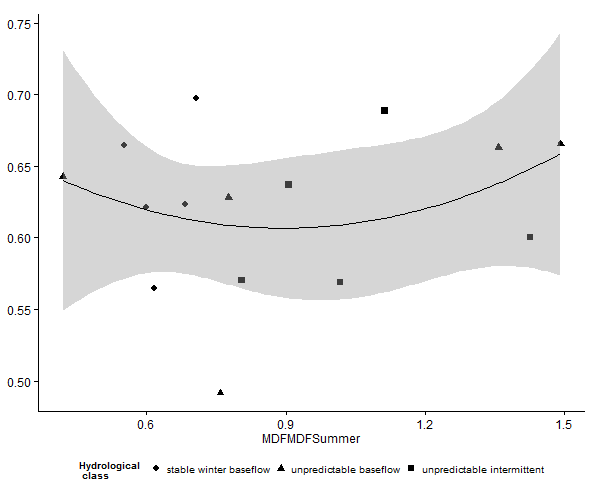 0.75
0.70
0.65
0.60
0.55
0.50
0.6 0.9 1.2 1.5
MDFMDFSummer
Hydrological class stable winter baseflow unpredictable baseflow unpredictable intermittent